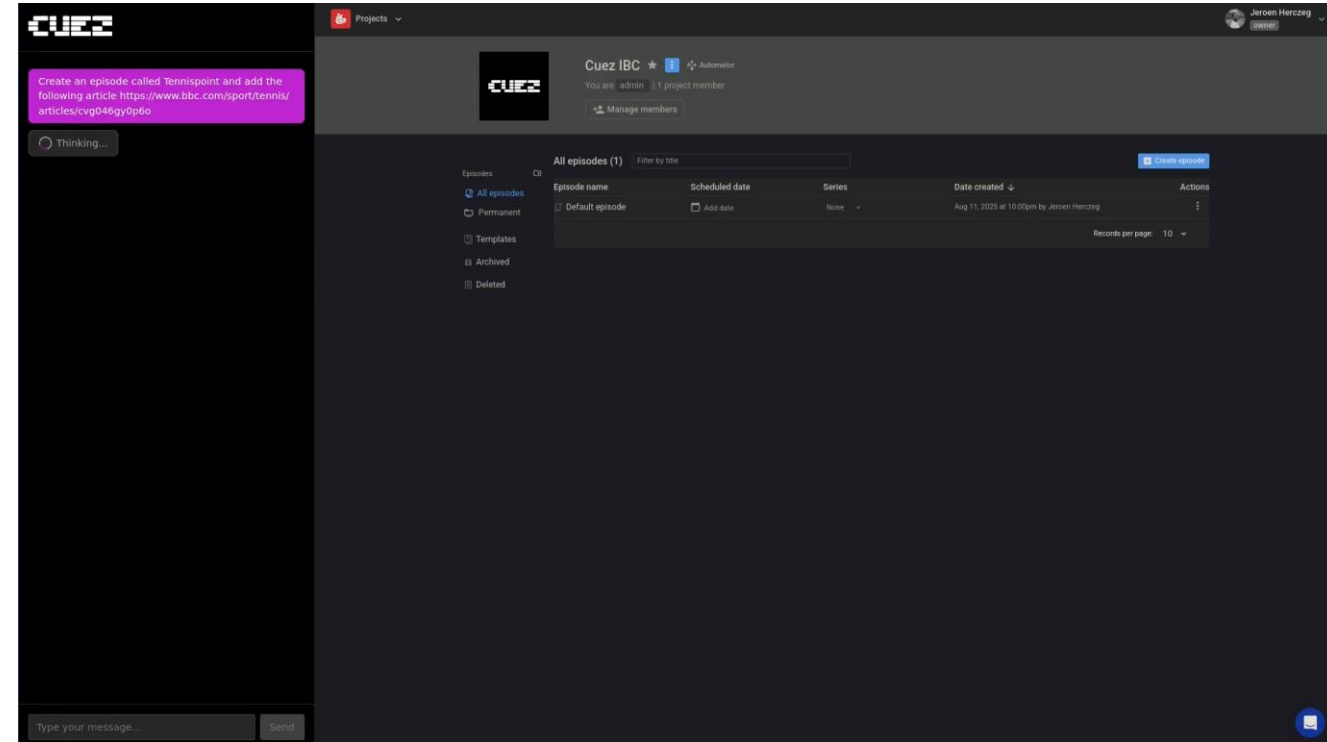 CUEZ
Create an episode called Tennispoint and add the
following article https://www.bbc.com/sport/tennis/
articles/cvg046gy0p6o
Thinking...
Type your message...
Send
Projects
Jeroen Herczeg
owner
CUEZ
Cuez IBC
Automator
You are admin | 1 project member
Manage members
Episodes
All episodes
Permanent
Templates
Archived
Deleted
All episodes (1)
Filter by title
Create episode
Episode name
Scheduled date
Series
Date created ↓
Actions
Default episode
Add date
None
Aug 11, 2025 at 10:00pm by Jeroen Herczeg
Records per page: 10